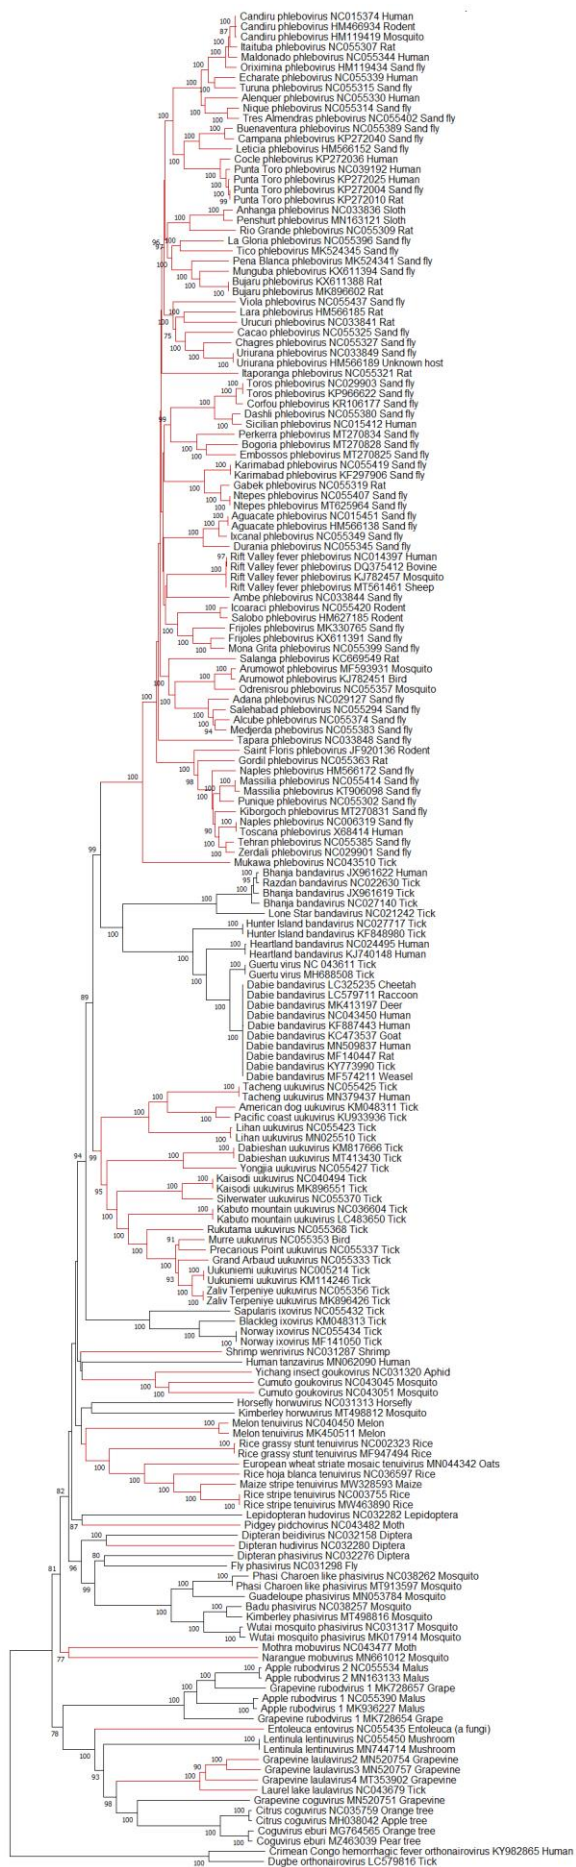 Candiru phlebovirus NC015374 Human
Candiru phlebovirus HM466934 Rodent
Candiru phlebovirus HM119419 Mosquito
Itaituba phlebovirus NC055307 Rat
Maldonado phlebovirus NC055344 Human
Oriximina phlebovirus HM119434 Sand fly
Echarate phlebovirus NC055339 Human
Turuna phlebovirus NC055315 Sand fly
Alenquer phlebovirus NC055330 Human
Nique phlebovirus NC055314 Sand fly
Tres Almendras phlebovirus NC055402 Sand fly
Buenaventura phlebovirus NC055389 Sand fly
Campana phlebovirus KP272040 Sand fly
Leticia phlebovirus HM566152 Sand fly
Cocle phlebovirus KP272036 Human
Punta Toro phlebovirus NC039192 Human
Punta Toro phlebovirus KP272025 Human
Punta Toro phlebovirus KP272004 Sand fly
Punta Toro phlebovirus KP272010 Rat
Anhanga phlebovirus NC033836 Sloth
Penshurt phlebovirus MN163121 Sloth
Rio Grande phlebovirus NC055309 Rat
La Gloria phlebovirus NC055396 Sand fly
Tico phlebovirus MK524345 Sand fly
Pena Blanca phlebovirus MK524341 Sand fly
Munguba phlebovirus KX611394 Sand fly
Bujaru phlebovirus KX611388 Rat
Bujaru phlebovirus MK896602 Rat
Viola phlebovirus NC055437 Sand fly
Lara phlebovirus HM566185 Rat
Urucuri phlebovirus NC033841 Rat
Cacao phlebovirus NC055325 Sand fly
Chagres phlebovirus NC055327 Sand fly
Uriurana phlebovirus NC033849 Sand fly
Uriurana phlebovirus HM566189 Unknown host
Itaporanga phlebovirus NC055321 Rat
Toros phlebovirus NC029903 Sand fly
Toros phlebovirus KP966622 Sand fly
Corfou phlebovirus KR106177 Sand fly
Dashli phlebovirus NC055380 Sand fly
Sicilian phlebovirus NC015412 Human
Perkerra phlebovirus MT270834 Sand fly
Bogoria phlebovirus MT270828 Sand fly
Embossos phlebovirus MT270825 Sand fly
Karimabad phlebovirus NC055419 Sand fly
Karimabad phlebovirus KF297906 Sand fly
Gabek phlebovirus NC055319 Rat
Ntepes phlebovirus NC055407 Sand fly
Ntepes phlebovirus MT625964 Sand fly
Aguacate phlebovirus NC015451 Sand fly
Aguacate phlebovirus HM566138 Sand fly
Ixcanal phlebovirus NC055349 Sand fly
Durania phlebovirus NC055345 Sand fly
Rift Valley fever phlebovirus NC014397 Human
Rift Valley fever phlebovirus DQ375412 Bovine
Rift Valley fever phlebovirus KJ782457 Mosquito
Rift Valley fever phlebovirus MT561461 Sheep
Ambe phlebovirus NC033844 Sand fly
Icoaraci phlebovirus NC055420 Rodent
Salobo phlebovirus HM627185 Rodent
Frijoles phlebovirus MK330765 Sand fly
Frijoles phlebovirus KX611391 Sand fly
Mona Grita phlebovirus NC055399 Sand fly
Salanga phlebovirus KC669549 Rat
Arumowot phlebovirus MF593931 Mosquito
Arumowot phlebovirus KJ782451 Bird
Odrenisrou phlebovirus NC055357 Mosquito
Adana phlebovirus NC029127 Sand fly
Salehabad phlebovirus NC055294 Sand fly
Alcube phlebovirus NC055374 Sand fly
Medjerda phebovirus NC055383 Sand fly
Tapara phlebovirus NC033848 Sand fly
Saint Floris phlebovirus JF920136 Rodent
Gordil phlebovirus NC055363 Rat
Naples phlebovirus HM566172 Sand fly
Massilia phlebovirus NC055414 Sand fly
Massilia phlebovirus KT906098 Sand fly
Punique phlebovirus NC055302 Sand fly
Kiborgoch phlebovirus MT270831 Sand fly
Naples phlebovirus NC006319 Sand fly
Toscana phlebovirus X68414 Human
Tehran phlebovirus NC055385 Sand fly
Zerdali phlebovirus NC029901 Sand fly
Mukawa phlebovirus NC043510 Tick
Bhanja bandavirus JX961622 Human
Razdan bandavirus NC022630 Tick
Bhanja bandavirus JX961619 Tick
Bhanja bandavirus NC027140 Tick
Lone Star bandavirus NC021242 Tick
Hunter Island bandavirus NC027717 Tick
Hunter Island bandavirus KF848980 Tick
Heartland bandavirus NC024495 Human
Heartland bandavirus KJ740148 Human
Guertu virus NC 043611 Tick
Guertu virus MH688508 Tick
Dabie bandavirus LC325235 Cheetah
Dabie bandavirus LC579711 Raccoon
Dabie bandavirus MK413197 Deer
Dabie bandavirus NC043450 Human
Dabie bandavirus KF887443 Human
Dabie bandavirus KC473537 Goat
Dabie bandavirus MN509837 Human
Dabie bandavirus MF140447 Rat
Dabie bandavirus KY773990 Tick
Dabie bandavirus MF574211 Weasel
Tacheng uukuvirus NC055425 Tick
Tacheng uukuvirus MN379437 Human
American dog uukuvirus KM048311 Tick
Pacific coast uukuvirus KU933936 Tick
Lihan uukuvirus NC055423 Tick
Lihan uukuvirus MN025510 Tick
Dabieshan uukuvirus KM817666 Tick
Dabieshan uukuvirus MT413430 Tick
Yongjia uukuvirus NC055427 Tick
Kaisodi uukuvirus NC040494 Tick
Kaisodi uukuvirus MK896551 Tick
Silverwater uukuvirus NC055370 Tick
Kabuto mountain uukuvirus NC036604 Tick
Kabuto mountain uukuvirus LC483650 Tick
Rukutama uukuvirus NC055368 Tick
Murre uukuvirus NC055353 Bird
Precarious Point uukuvirus NC055337 Tick
Grand Arbaud uukuvirus NC055333 Tick
Uukuniemi uukuvirus NC005214 Tick
Uukuniemi uukuvirus KM114246 Tick
Zaliv Terpeniye uukuvirus NC055356 Tick
Zaliv Terpeniye uukuvirus MK896426 Tick
Sapularis ixovirus NC055432 Tick
Blackleg ixovirus KM048313 Tick
Norway ixovirus NC055434 Tick
Norway ixovirus MF141050 Tick
Shrimp wenrivirus NC031287 Shrimp
Human tanzavirus MN062090 Human
Yichang insect goukovirus NC031320 Aphid
Cumuto goukovirus NC043045 Mosquito
Cumuto goukovirus NC043051 Mosquito
Horsefly horwuvirus NC031313 Horsefly
Kimberley horwuvirus MT498812 Mosquito
Melon tenuivirus NC040450 Melon
Melon tenuivirus MK450511 Melon
Rice grassy stunt tenuivirus NC002323 Rice
Rice grassy stunt tenuivirus MF947494 Rice
European wheat striate mosaic tenuivirus MN044342 Oats
Rice hoja blanca tenuivirus NC036597 Rice
Maize stripe tenuivirus MW328593 Maize
Rice stripe tenuivirus NC003755 Rice
Rice stripe tenuivirus MW463890 Rice
Lepidopteran hudovirus NC032282 Lepidoptera
Pidgey pidchovirus NC043482 Moth
Dipteran beidivirus NC032158 Diptera
Dipteran hudivirus NC032280 Diptera
Dipteran phasivirus NC032276 Diptera
Fly phasivirus NC031298 Fly
Phasi Charoen like phasivirus NC038262 Mosquito
Phasi Charoen like phasivirus MT913597 Mosquito
Guadeloupe phasivirus MN053784 Mosquito
Badu phasivirus NC038257 Mosquito
Kimberley phasivirus MT498816 Mosquito
Wutai mosquito phasivirus NC031317 Mosquito
Wutai mosquito phasivirus MK017914 Mosquito
Mothra mobuvirus NC043477 Moth
Narangue mobuvirus MN661012 Mosquito
Apple rubodvirus 2 NC055534 Malus
Apple rubodvirus 2 MN163133 Malus
Grapevine rubodvirus 1 MK728657 Grape
Apple rubodvirus 1 NC055390 Malus
Apple rubodvirus 1 MK936227 Malus
Grapevine rubodvirus 1 MK728654 Grape
Entoleuca entovirus NC055435 Entoleuca (a fungi)
Lentinula lentinuvirus NC055450 Mushroom
Lentinula lentinuvirus MN744714 Mushroom
Grapevine laulavirus2 MN520754 Grapevine
Grapevine laulavirus3 MN520757 Grapevine
Grapevine laulavirus4 MT353902 Grapevine
Laurel lake laulavirus NC043679 Tick
Grapevine coguvirus MN520751 Grapevine
Citrus coguvirus NC035759 Orange tree
Citrus coguvirus MH038042 Apple tree
Coguvirus eburi MG764565 Orange tree
Coguvirus eburi MZ463039 Pear tree
Crimean Congo hemorrhagic fever orthonairovirus KY982865 Human
Dugbe orthonairovirus LC579816 Tick